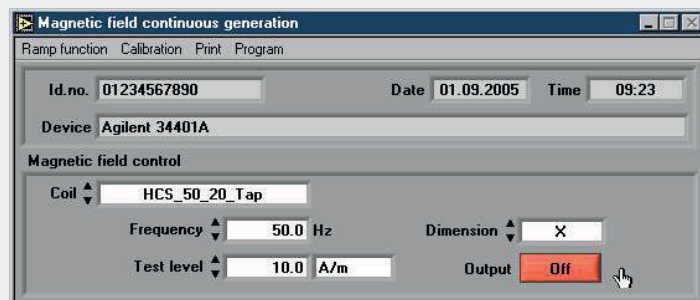 Magnetic field continuous generation
Ramp function Calibration Print Program
Id.no. 01234567890 Date 01.09.2005 Time 09:23
Device Agilent 34401A
Magnetic field control
Coil HCS_50_20_Tap
Frequency 50.0 Hz Dimension X
Test level 10.0 A/m Output Off